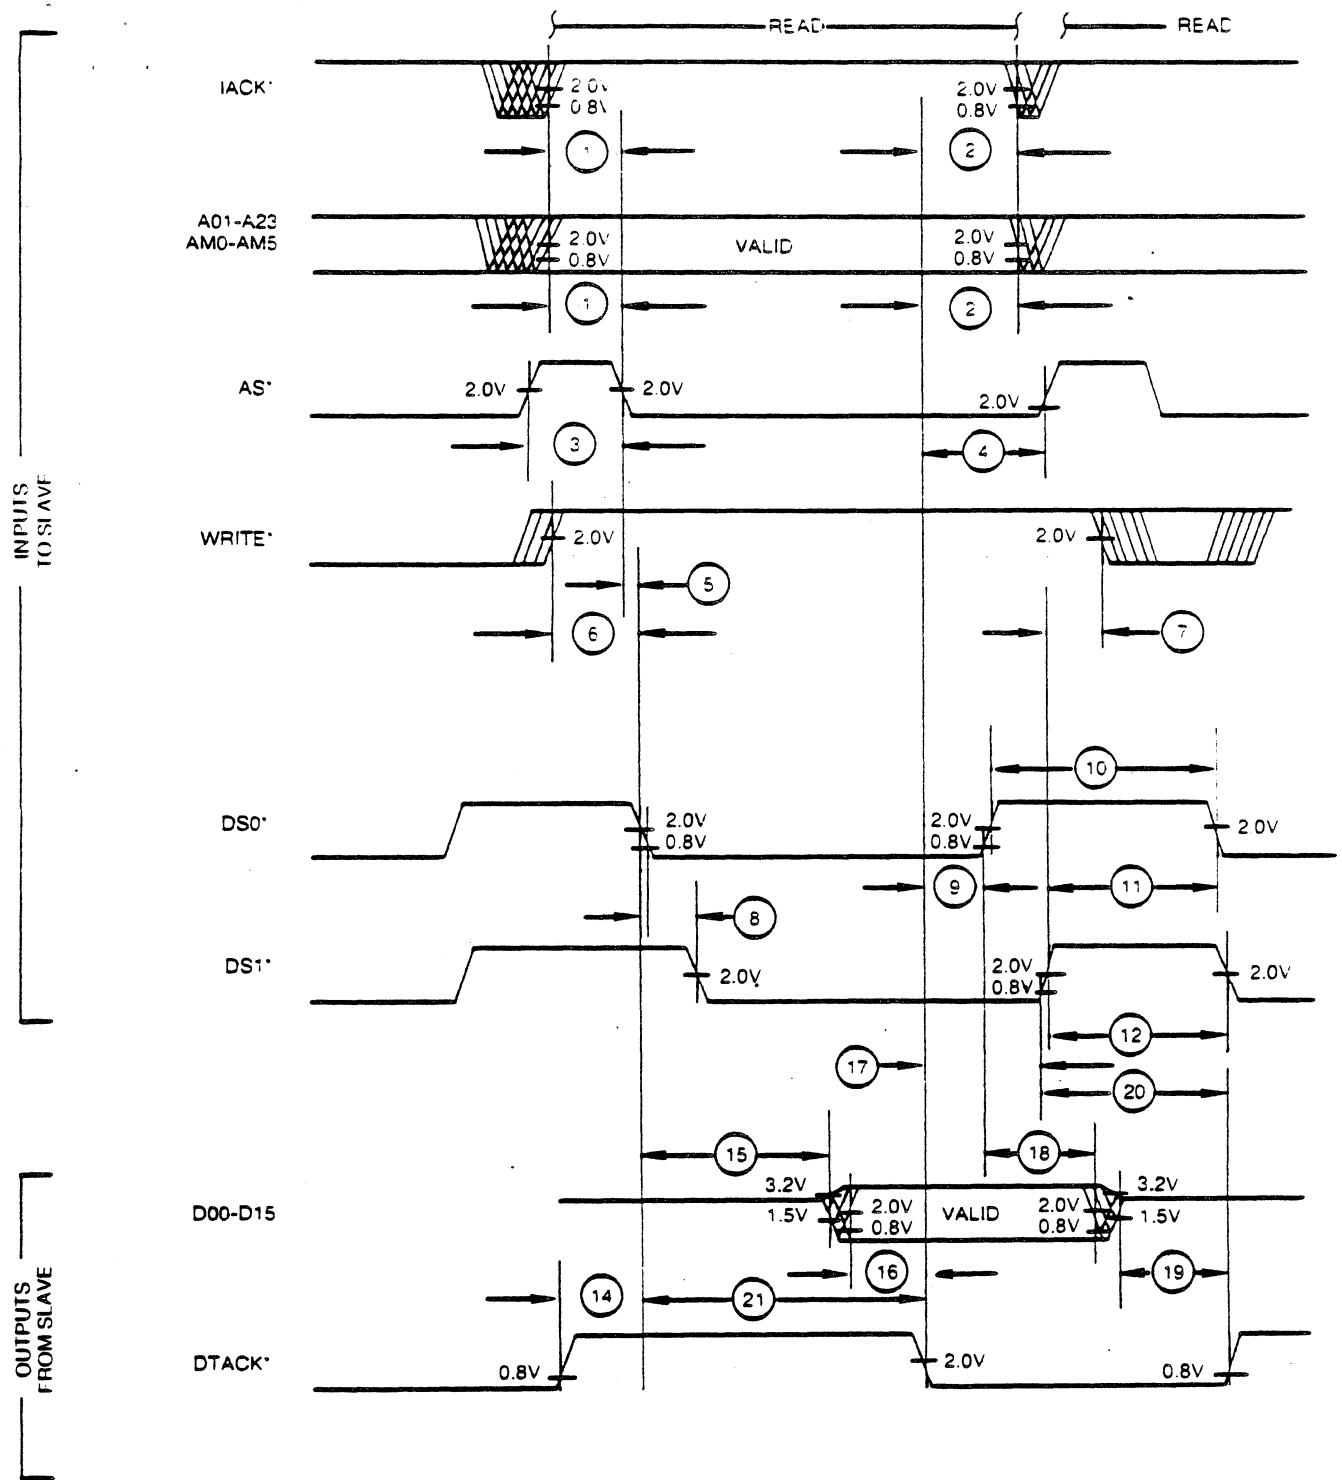 READ
READ
IACK*
2.0V
0.8V
2.0V
0.8V
1
2
A01-A23
AM0-AM5
2.0V
0.8V
VALID
2.0V
0.8V
1
2
AS*
2.0V
2.0V
2.0V
3
4
INPUTS
TO SLAVE
WRITE*
2.0V
2.0V
5
6
7
10
DS0*
2.0V
0.8V
2.0V
0.8V
2.0V
9
11
8
DS1*
2.0V
2.0V
0.8V
2.0V
12
17
20
15
18
D00-D15
3.2V
1.5V
2.0V
0.8V
VALID
2.0V
0.8V
3.2V
1.5V
16
19
14
21
OUTPUTS
FROM SLAVE
DTACK*
0.8V
2.0V
0.8V